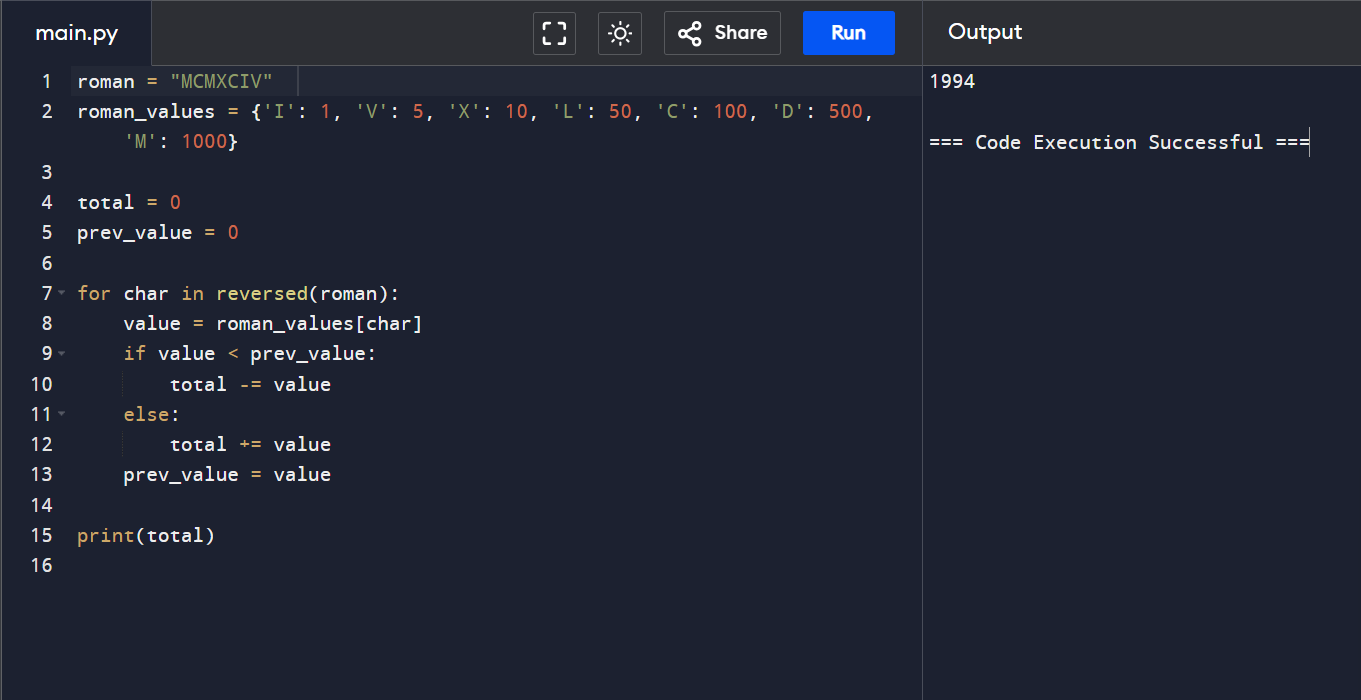 main.py
Share
Run
Output
1 roman = "MCMXCIV"
2 roman_values = {'I': 1, 'V': 5, 'X': 10, 'L': 50, 'C': 100, 'D': 500,
'M': 1000}
3
4 total = 0
5 prev_value = 0
6
7 for char in reversed(roman):
8     value = roman_values[char]
9     if value < prev_value:
10         total -= value
11     else:
12         total += value
13     prev_value = value
14
15 print(total)
16
1994
=== Code Execution Successful ===